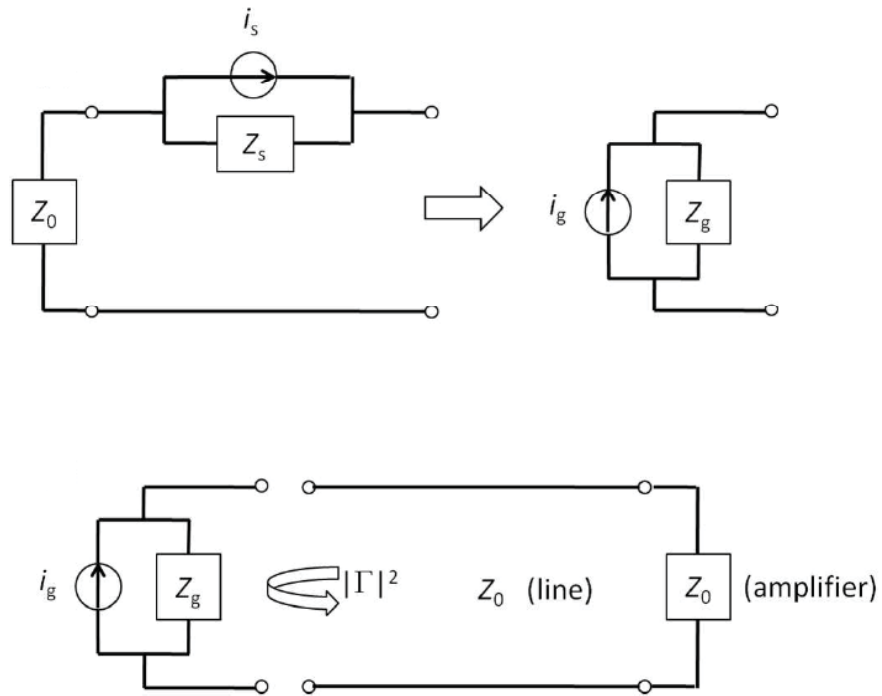 i_s
Z_s
Z_0
i_g
Z_g
i_g
Z_g
|Γ|²
Z_0 (line)
Z_0 (amplifier)